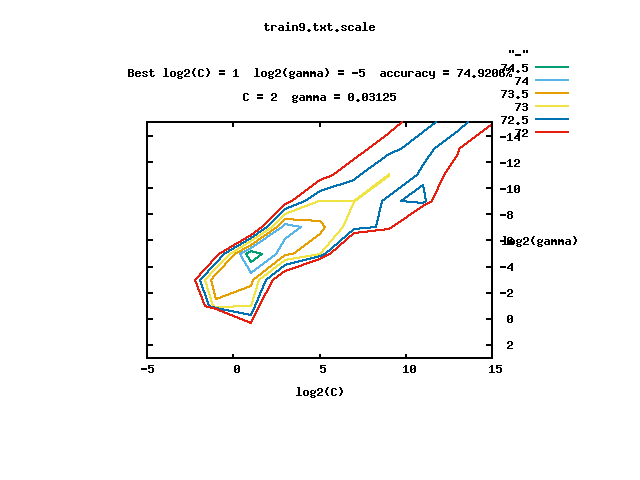 train9.txt.scale
"-"
Best log2(C) = 1 log2(gamma) = -5 accuracy = 74.9206%
74.5
74
C = 2 gamma = 0.03125
73.5
73
72.5
72
-14
-12
-10
-8
-6
log2(gamma)
-4
-2
0
2
-5 0 5 10 15
log2(C)